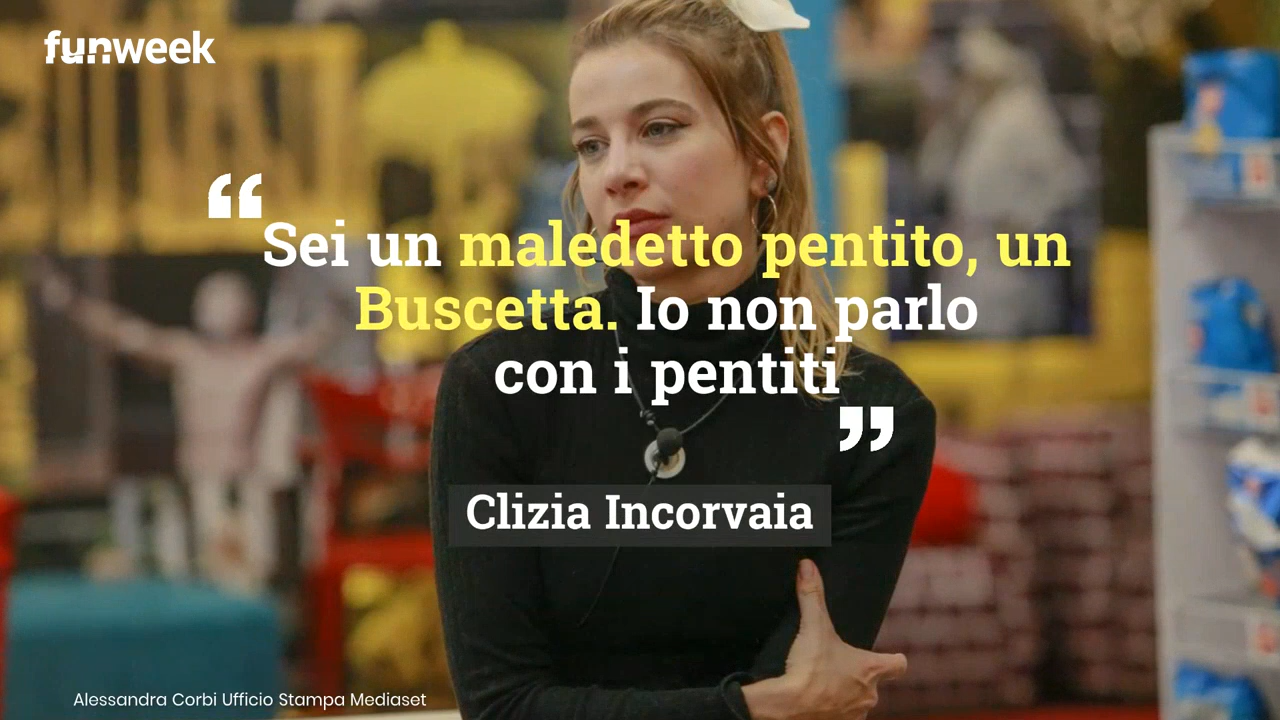 funweek
“Sei un maledetto pentito, un
Buscetta. Io non parlo
con i pentiti”
Clizia Incorvaia
Alessandra Corbi Ufficio Stampa Mediaset